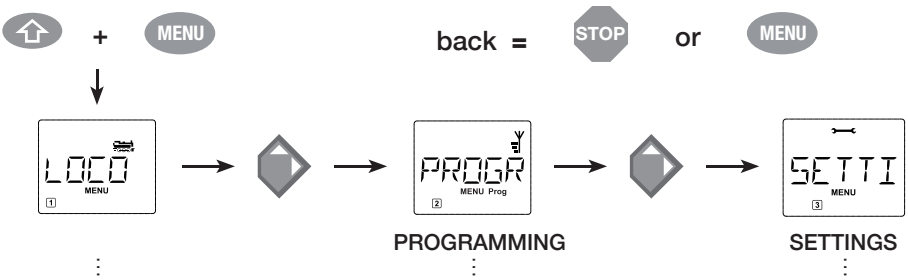 + MENU back = STOP or MENU
LOCO
MENU
1
PROGR
MENU Prog
2
SETTI
MENU
3
PROGRAMMING
SETTINGS